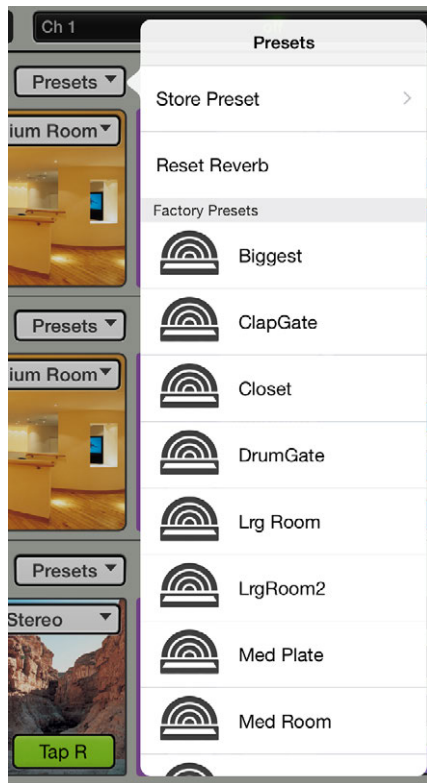 Ch 1
Presets
Presets
Store Preset
ium Room
Reset Reverb
Factory Presets
Biggest
ClapGate
Presets
ium Room
Closet
DrumGate
Lrg Room
Presets
LrgRoom2
Stereo
Med Plate
Med Room
Tap R